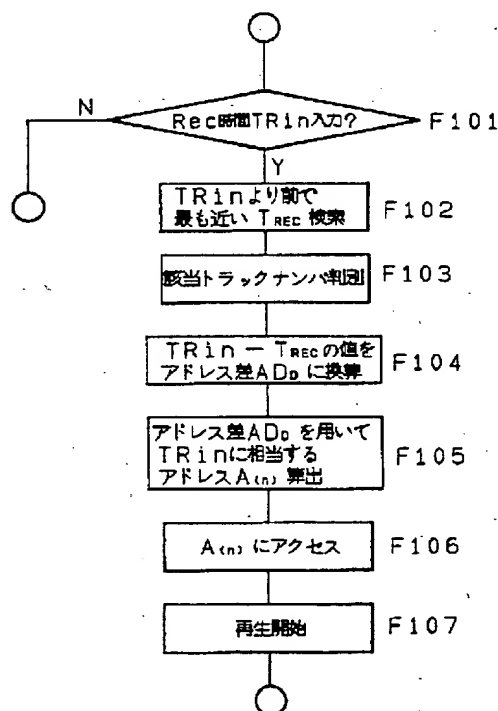 N
Rec時間TRin入力?
F101
Y
TRinより前で
最も近い TREC 検索
F102
該当トラックナンバ判別
F103
TRin − TRECの値を
アドレス差ADDに換算
F104
アドレス差ADDを用いて
TRinに相当する
アドレスA(n) 算出
F105
A(n)にアクセス
F106
再生開始
F107